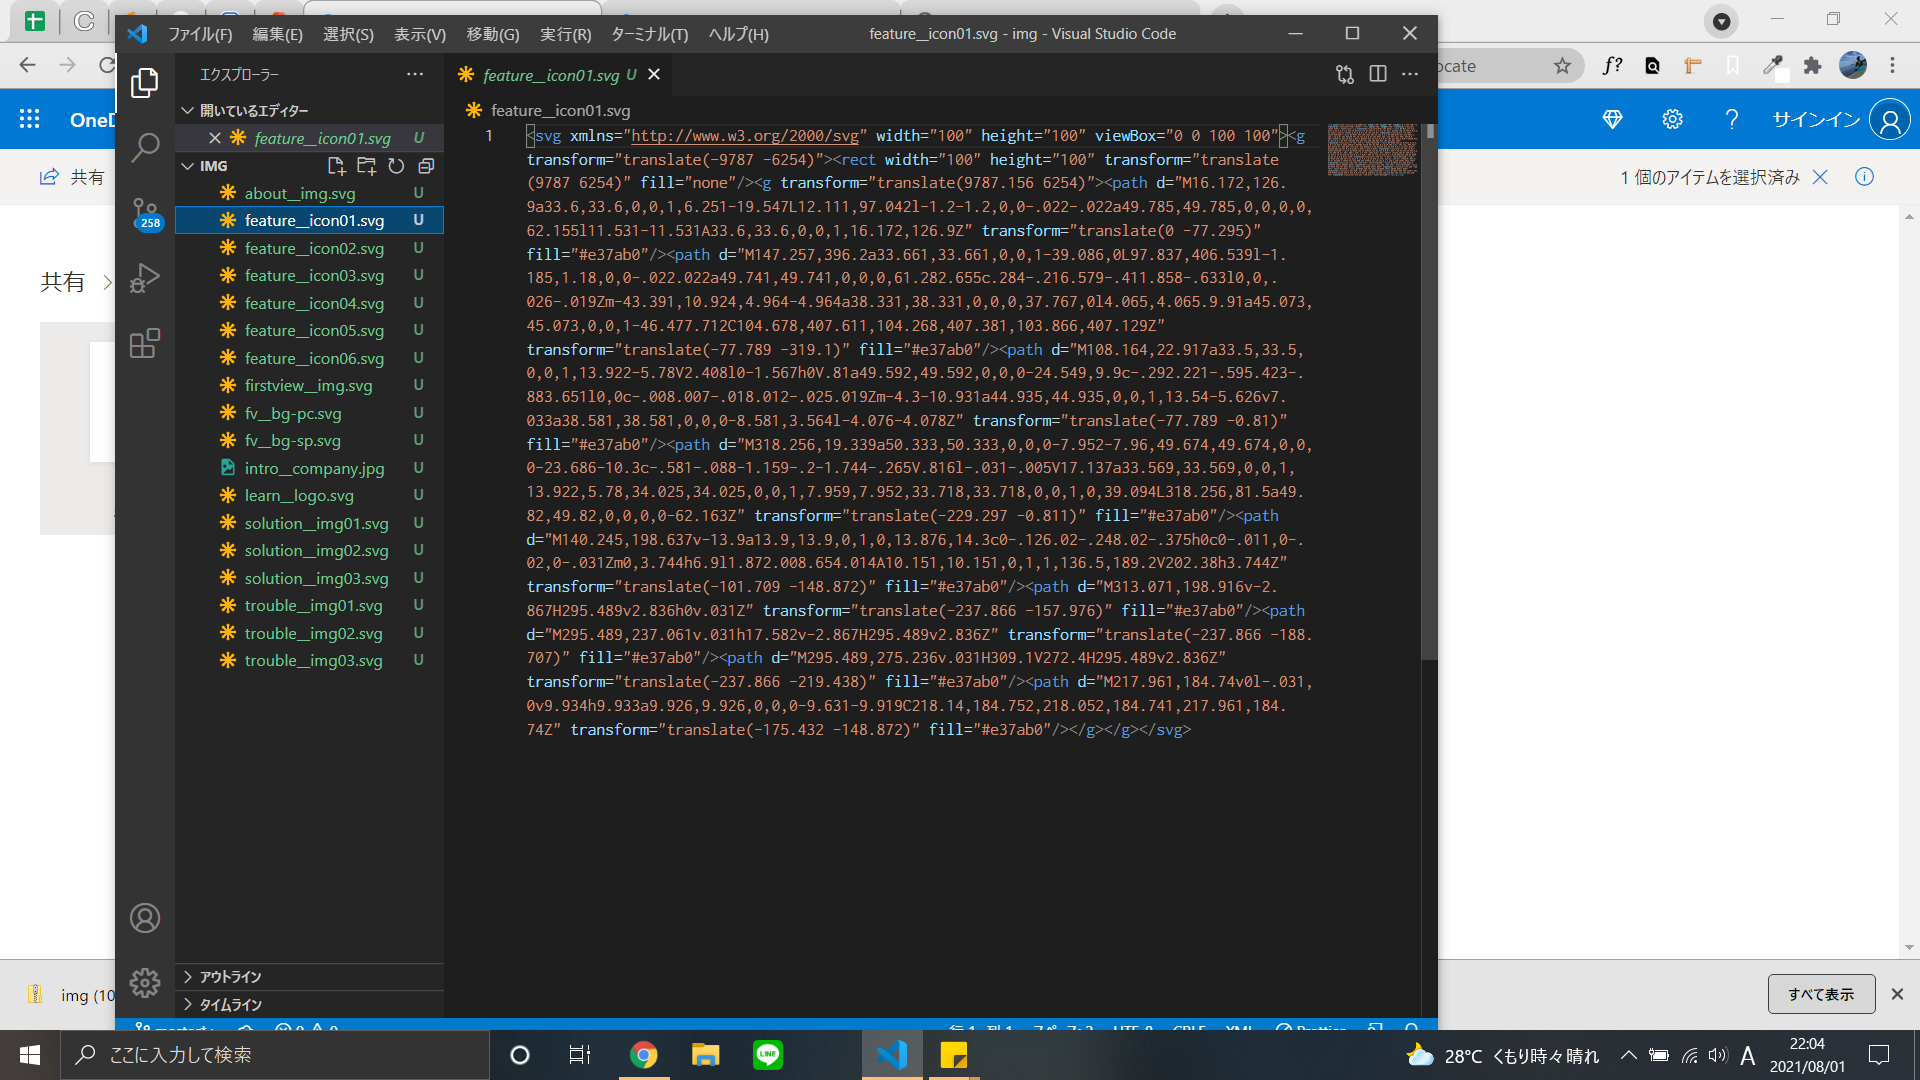 ファイル(F) 編集(E) 選択(S) 表示(V) 移動(G) 実行(R) ターミナル(T) ヘルプ(H) feature__icon01.svg - img - Visual Studio Code
ocate
OneD
サインイン
共有
1 個のアイテムを選択済み
共有 >
エクスプローラー
開いているエディター
feature__icon01.svg U
IMG
about__img.svg U
feature__icon01.svg U
feature__icon02.svg U
feature__icon03.svg U
feature__icon04.svg U
feature__icon05.svg U
feature__icon06.svg U
firstview__img.svg U
fv__bg-pc.svg U
fv__bg-sp.svg U
intro__company.jpg U
learn__logo.svg U
solution__img01.svg U
solution__img02.svg U
solution__img03.svg U
trouble__img01.svg U
trouble__img02.svg U
trouble__img03.svg U
258
アウトライン
タイムライン
feature__icon01.svg U
feature__icon01.svg
1
<svg xmlns="http://www.w3.org/2000/svg" width="100" height="100" viewBox="0 0 100 100"><g
transform="translate(-9787 -6254)"><rect width="100" height="100" transform="translate
(9787 6254)" fill="none"/><g transform="translate(9787.156 6254)"><path d="M16.172,126.
9a33.6,33.6,0,0,1,6.251-19.547L12.111,97.042l-1.2-1.2,0,0-.022-.022a49.785,49.785,0,0,0,0,
62.155l11.531-11.531A33.6,33.6,0,0,1,16.172,126.9Z" transform="translate(0 -77.295)"
fill="#e37ab0"/><path d="M147.257,396.2a33.661,33.661,0,0,1-39.086,0L97.837,406.539l-1.
185,1.18,0,0-.022.022a49.741,49.741,0,0,0,61.282.655c.284-.216.579-.411.858-.633l0,0,.
026-.019Zm-43.391,10.924,4.964-4.964a38.331,38.331,0,0,0,37.767,0l4.065,4.065.9.91a45.073,
45.073,0,0,1-46.477.712C104.678,407.611,104.268,407.381,103.866,407.129Z"
transform="translate(-77.789 -319.1)" fill="#e37ab0"/><path d="M108.164,22.917a33.5,33.5,
0,0,1,13.922-5.78V2.408l0-1.567h0V.81a49.592,49.592,0,0,0-24.549,9.9c-.292.221-.595.423-.
883.651l0,0c-.008.007-.018.012-.025.019Zm-4.3-10.931a44.935,44.935,0,0,1,13.54-5.626v7.
033a38.581,38.581,0,0,0-8.581,3.564l-4.076-4.078Z" transform="translate(-77.789 -0.81)"
fill="#e37ab0"/><path d="M318.256,19.339a50.333,50.333,0,0,0-7.952-7.96,49.674,49.674,0,0,
0-23.686-10.3c-.581-.088-1.159-.2-1.744-.265V.816l-.031-.005V17.137a33.569,33.569,0,0,1,
13.922,5.78,34.025,34.025,0,0,1,7.959,7.952,33.718,33.718,0,0,1,0,39.094L318.256,81.5a49.
82,49.82,0,0,0,0-62.163Z" transform="translate(-229.297 -0.811)" fill="#e37ab0"/><path
d="M140.245,198.637v-13.9a13.9,13.9,0,1,0,13.876,14.3c0-.126.02-.248.02-.375h0c0-.011,0-.
02,0-.031Zm0,3.744h6.9l1.872.008.654.014A10.151,10.151,0,1,1,136.5,189.2V202.38h3.744Z"
transform="translate(-101.709 -148.872)" fill="#e37ab0"/><path d="M313.071,198.916v-2.
867H295.489v2.836h0v.031Z" transform="translate(-237.866 -157.976)" fill="#e37ab0"/><path
d="M295.489,237.061v.031h17.582v-2.867H295.489v2.836Z" transform="translate(-237.866 -188.
707)" fill="#e37ab0"/><path d="M295.489,275.236v.031H309.1V272.4H295.489v2.836Z"
transform="translate(-237.866 -219.438)" fill="#e37ab0"/><path d="M217.961,184.74v0l-.031,
0v9.934h9.933a9.926,9.926,0,0,0-9.631-9.919C218.14,184.752,218.052,184.741,217.961,184.
74Z" transform="translate(-175.432 -148.872)" fill="#e37ab0"/></g></g></svg>
img (10
すべて表示
ここに入力して検索
LINE
28°C くもり時々晴れ
A
22:04
2021/08/01